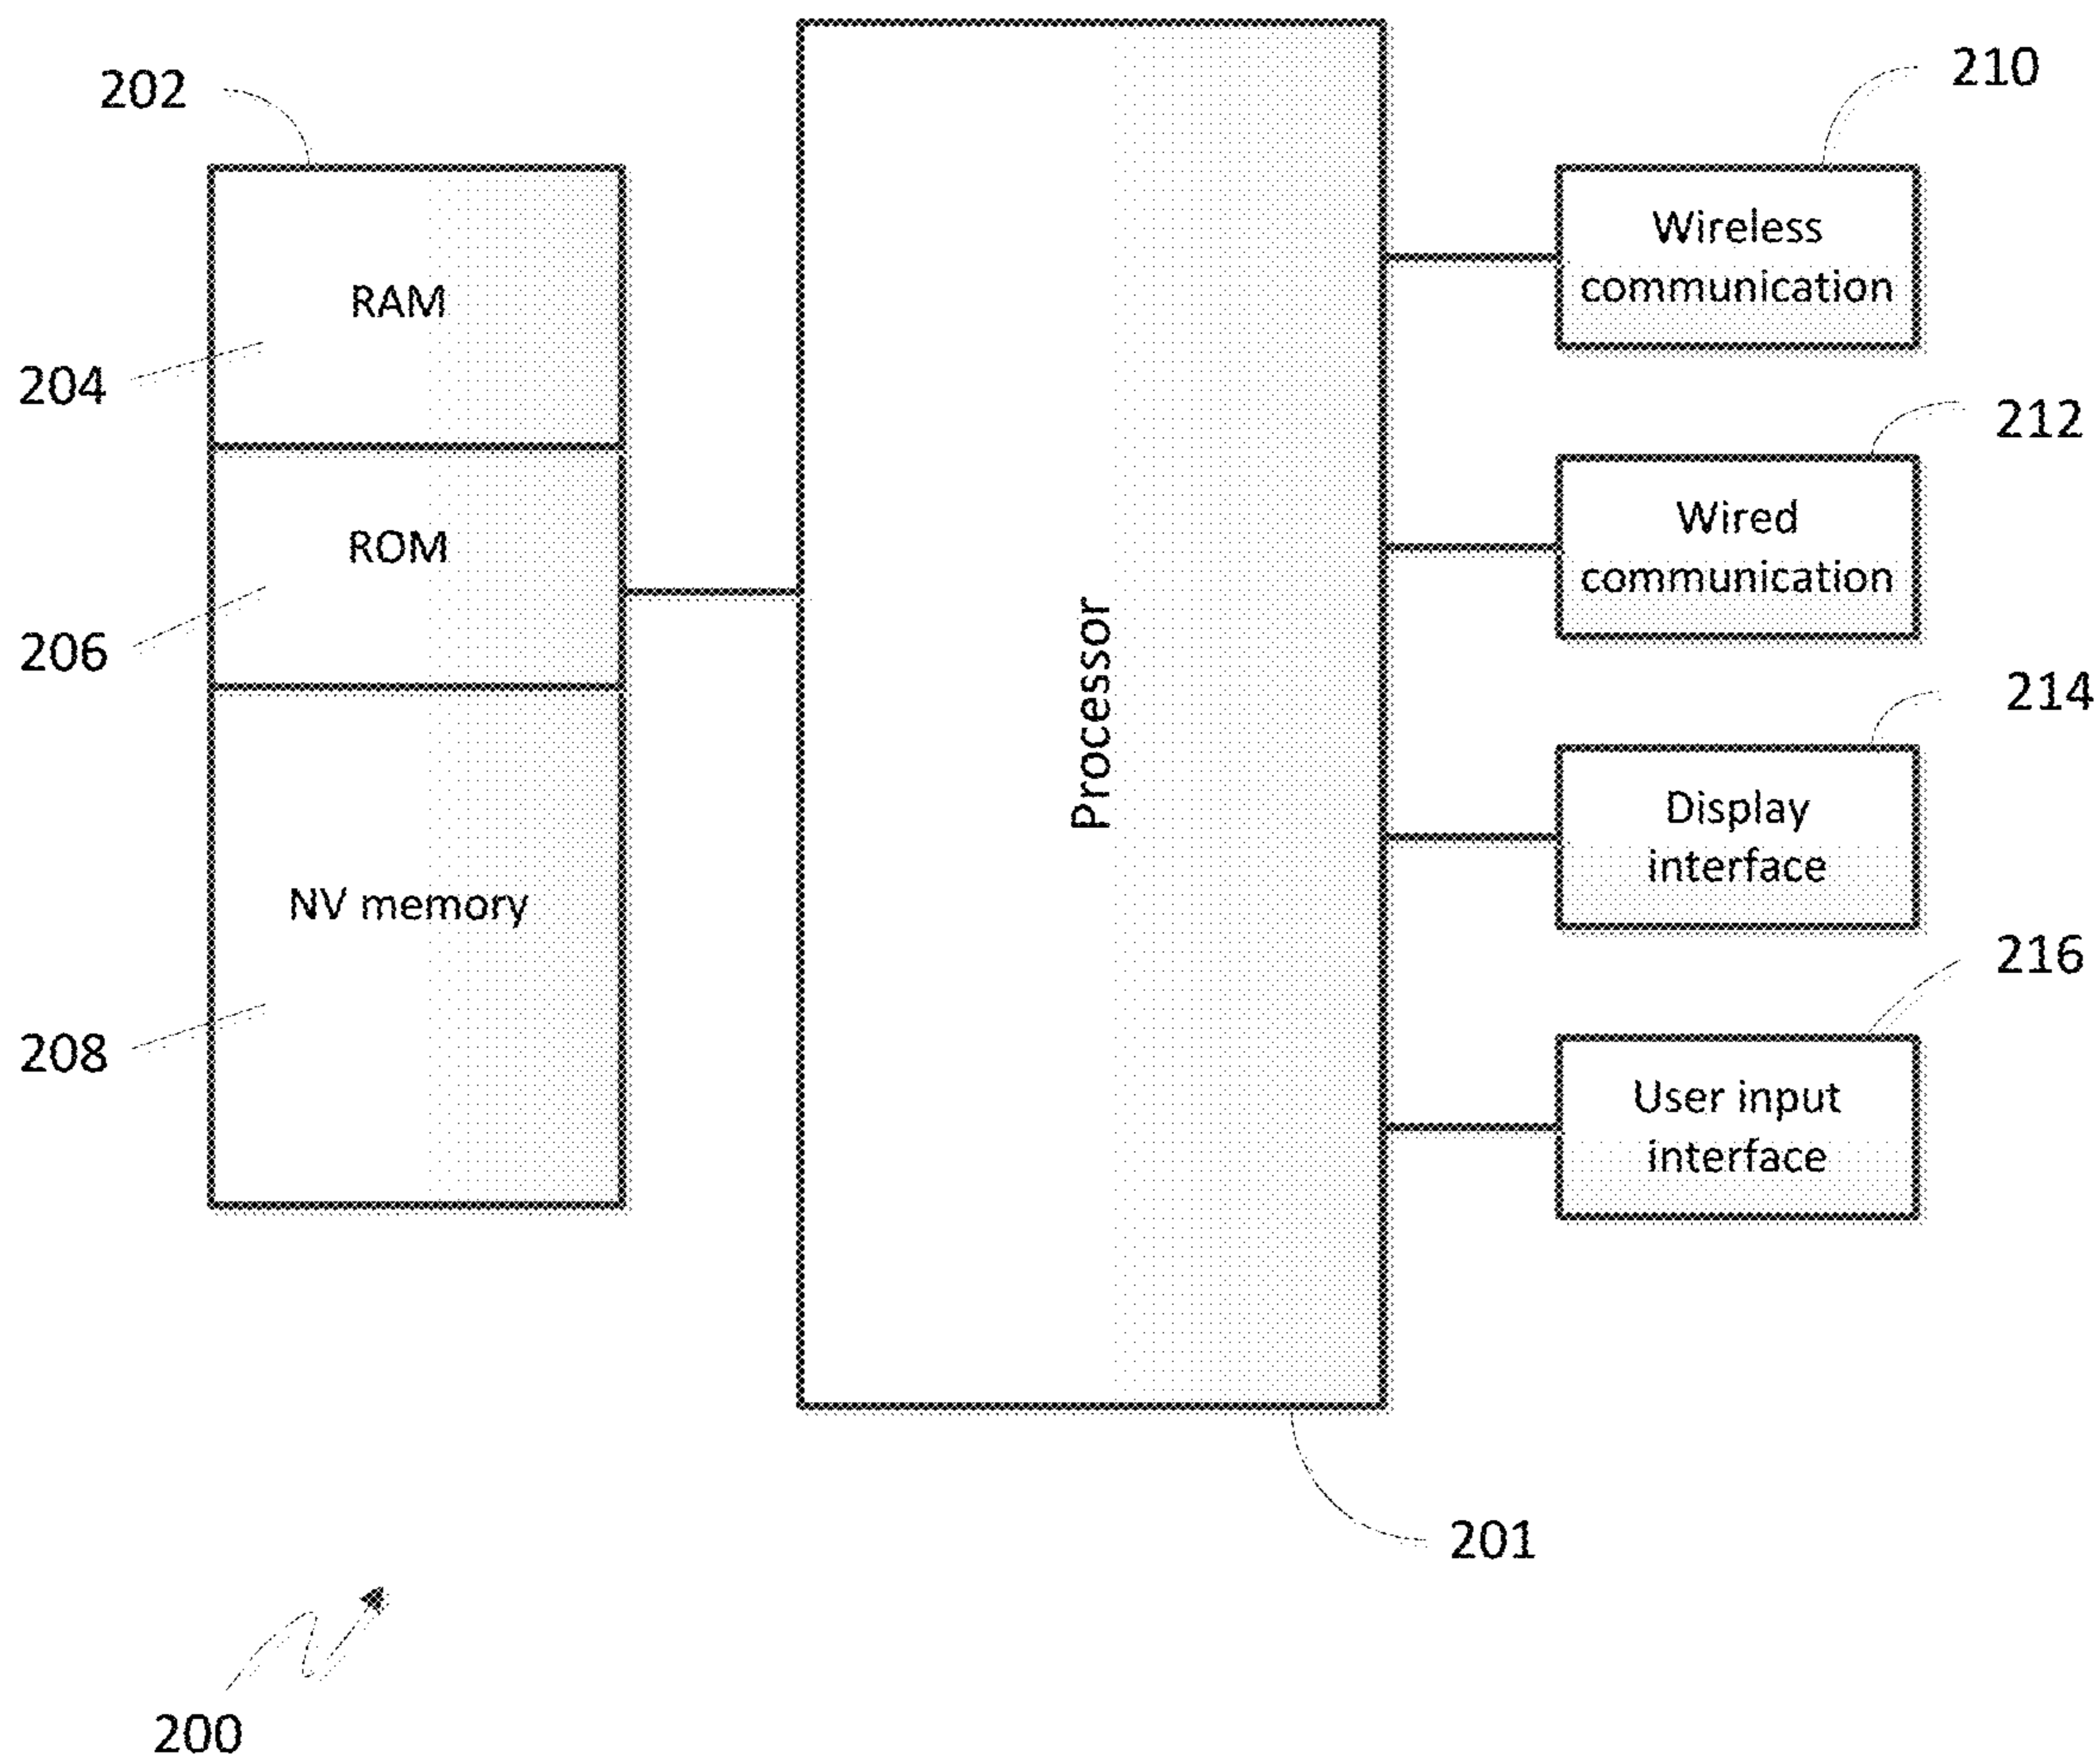 202
210
RAM
Wireless
communication
204
212
ROM
Wired
communication
206
Processor
214
Display
interface
NV memory
208
216
User input
interface
201
200